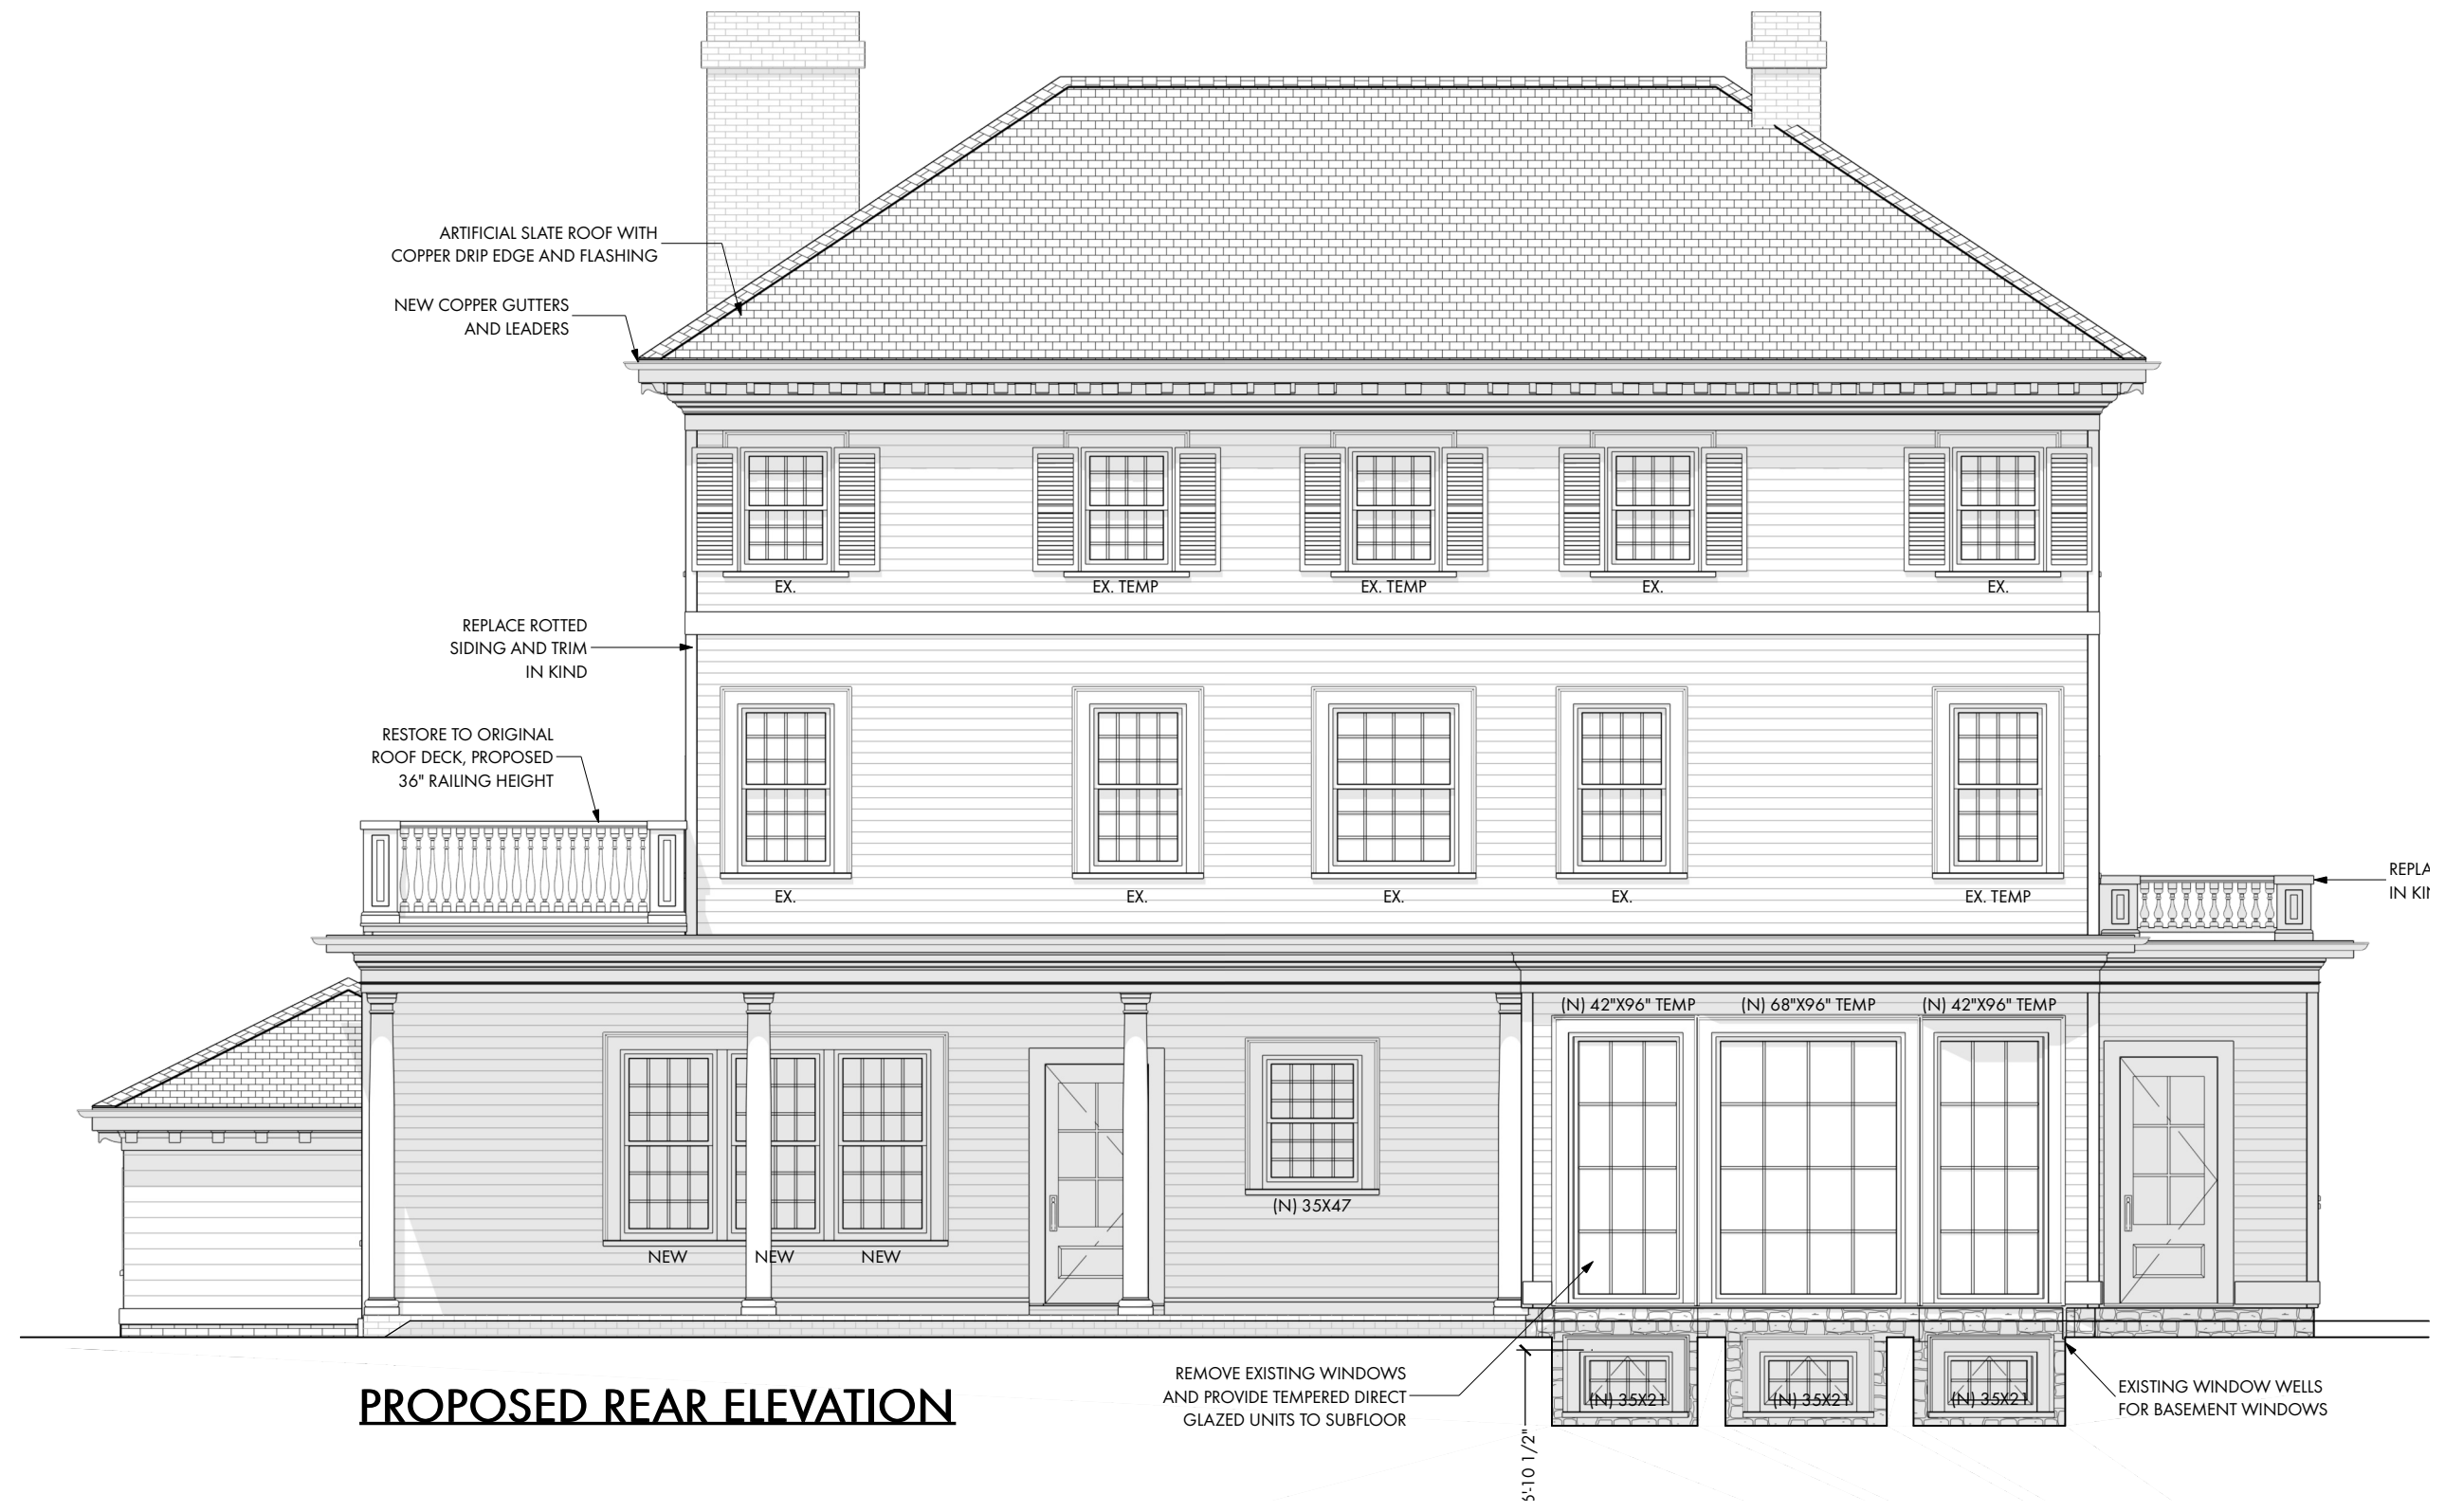 ARTIFICIAL SLATE ROOF WITH
COPPER DRIP EDGE AND FLASHING
NEW COPPER GUTTERS
AND LEADERS
EX.
EX. TEMP
EX. TEMP
EX.
EX.
REPLACE ROTTED
SIDING AND TRIM
IN KIND
RESTORE TO ORIGINAL
ROOF DECK, PROPOSED
36" RAILING HEIGHT
EX.
EX.
EX.
EX.
EX. TEMP
REPLA
IN KI
(N) 42"X96" TEMP
(N) 68"X96" TEMP
(N) 42"X96" TEMP
(N) 35X47
NEW
NEW
NEW
REMOVE EXISTING WINDOWS
AND PROVIDE TEMPERED DIRECT
GLAZED UNITS TO SUBFLOOR
(N) 35X21
(N) 35X21
(N) 35X21
EXISTING WINDOW WELLS
FOR BASEMENT WINDOWS
PROPOSED REAR ELEVATION
'-10 1/2"